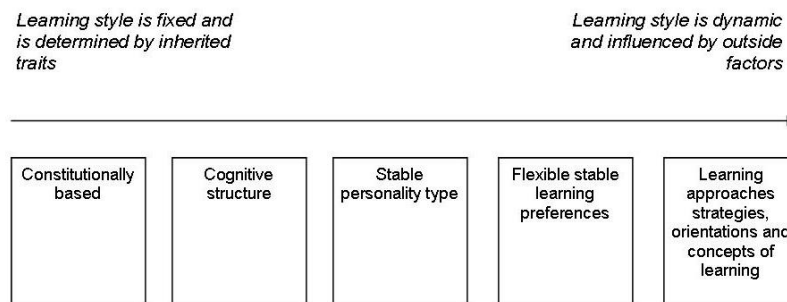 Learning style is fixed and
is determined by inherited
traits
Learning style is dynamic
and influenced by outside
factors
Constitutionally
based
Cognitive
structure
Stable
personality type
Flexible stable
learning
preferences
Learning
approaches
strategies,
orientations and
concepts of
learning